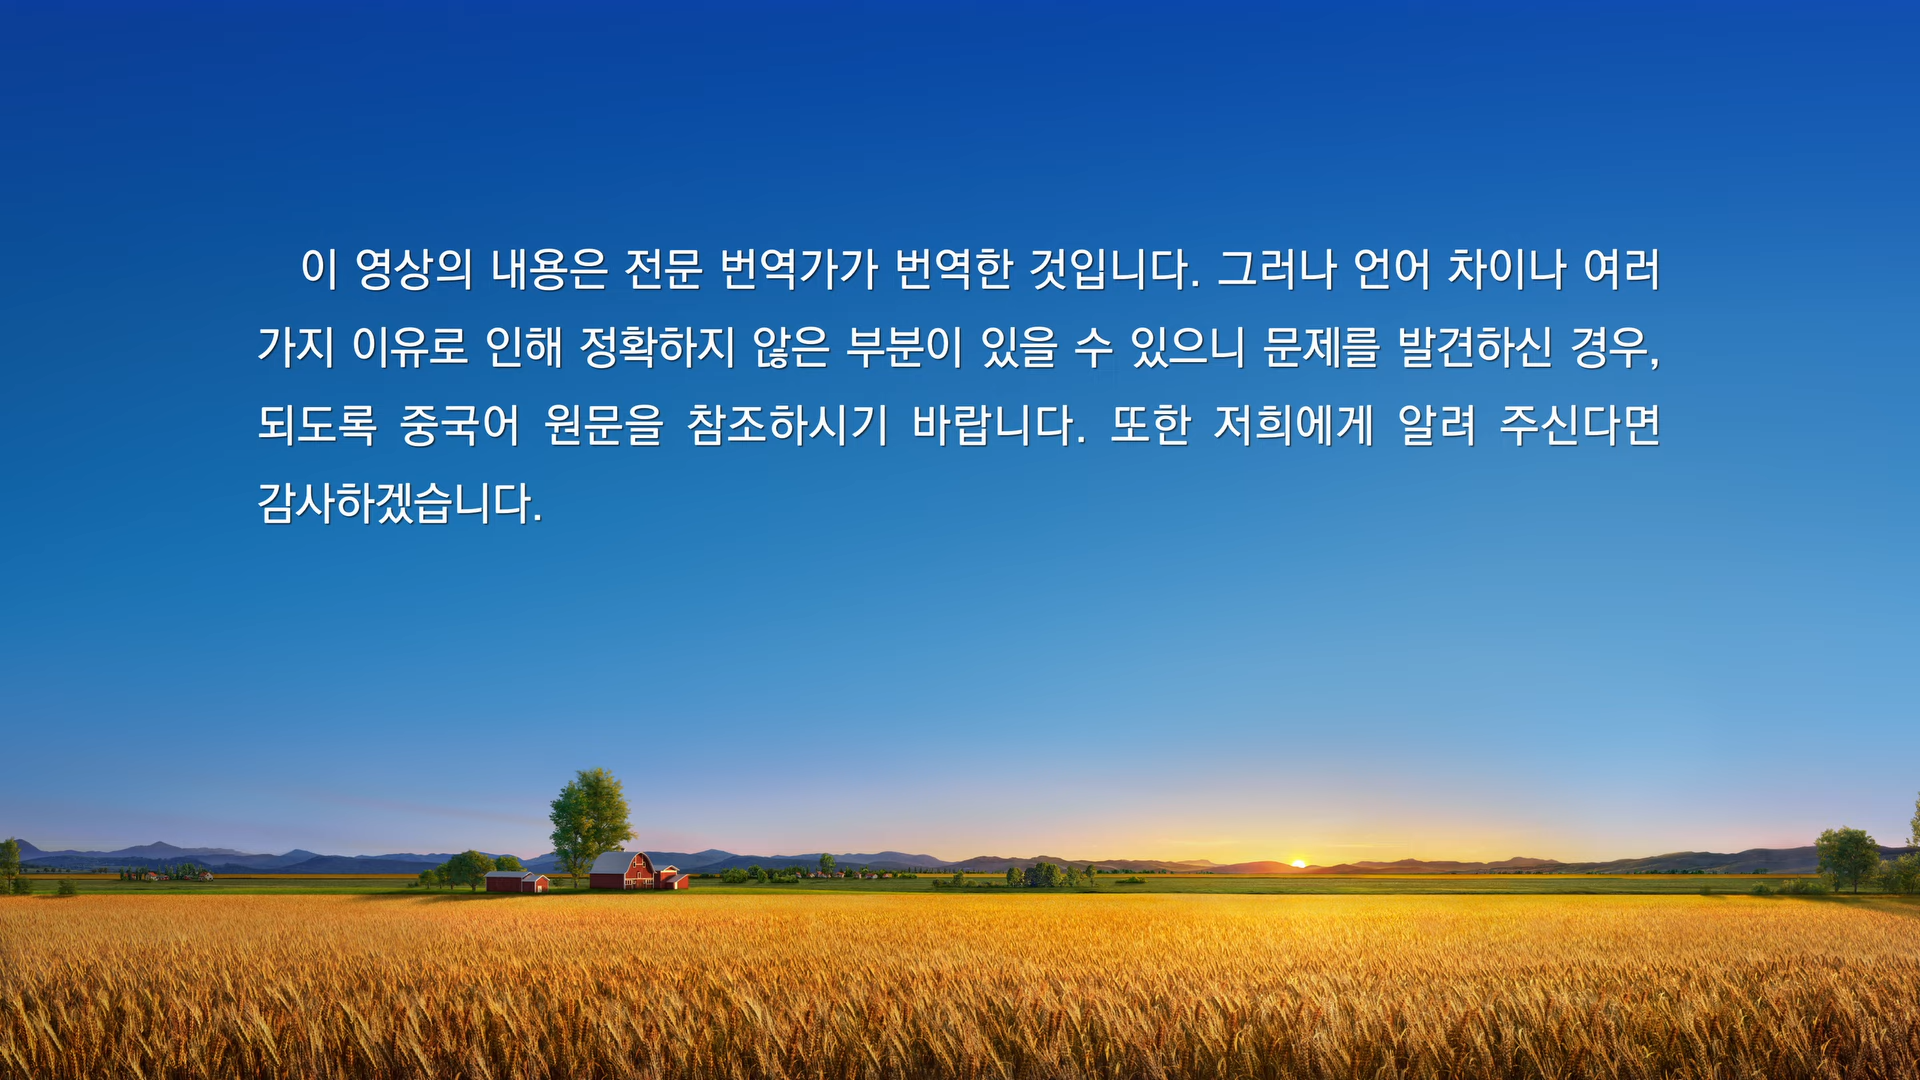 이 영상의 내용은 전문 번역가가 번역한 것입니다. 그러나 언어 차이나 여러
가지 이유로 인해 정확하지 않은 부분이 있을 수 있으니 문제를 발견하신 경우,
되도록 중국어 원문을 참조하시기 바랍니다. 또한 저희에게 알려 주신다면
감사하겠습니다.